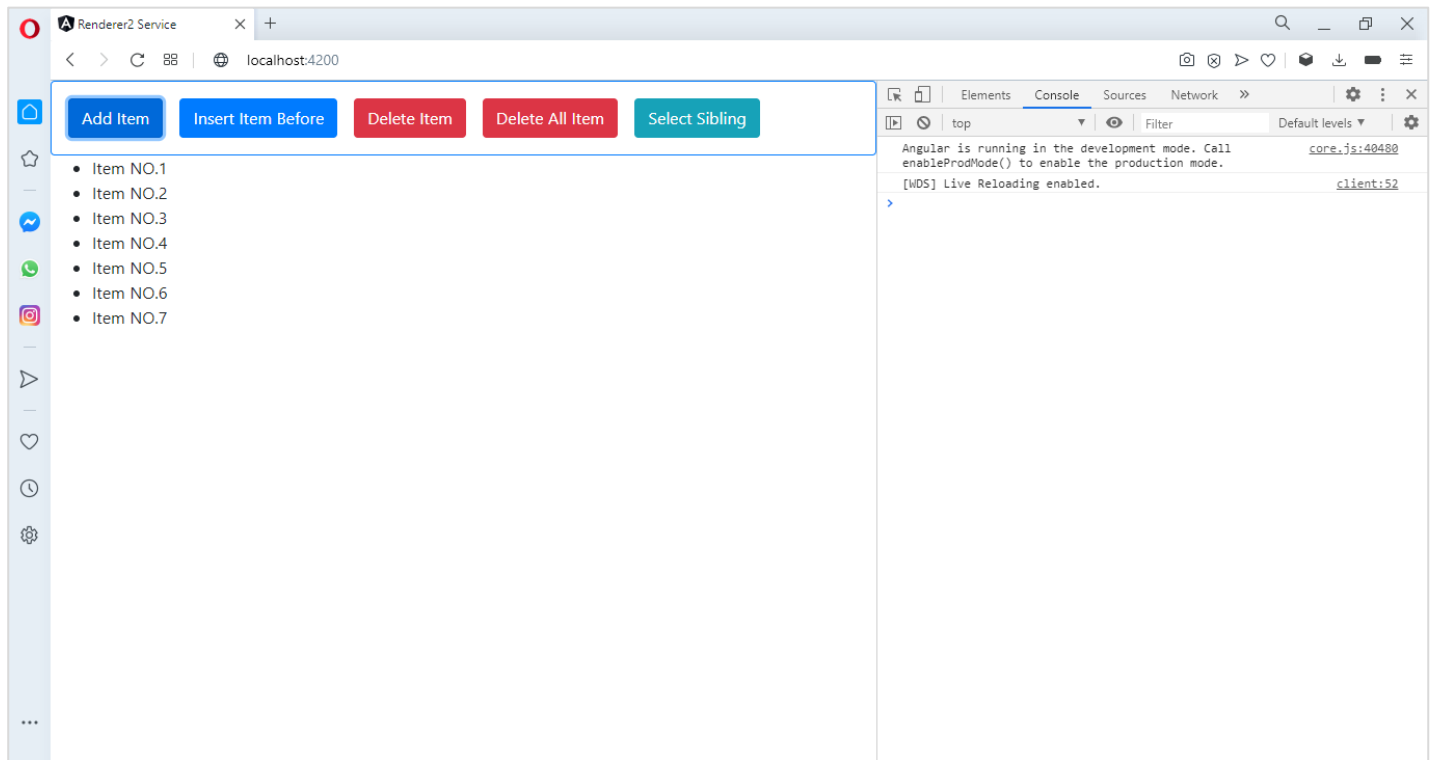 Renderer2 Service
localhost:4200
Add Item Insert Item Before Delete Item Delete All Item Select Sibling
Item NO.1
Item NO.2
Item NO.3
Item NO.4
Item NO.5
Item NO.6
Item NO.7
Elements Console Sources Network
top Filter Default levels
Angular is running in the development mode. Call core.js:40480
enableProdMode() to enable the production mode.
[WDS] Live Reloading enabled. client:52